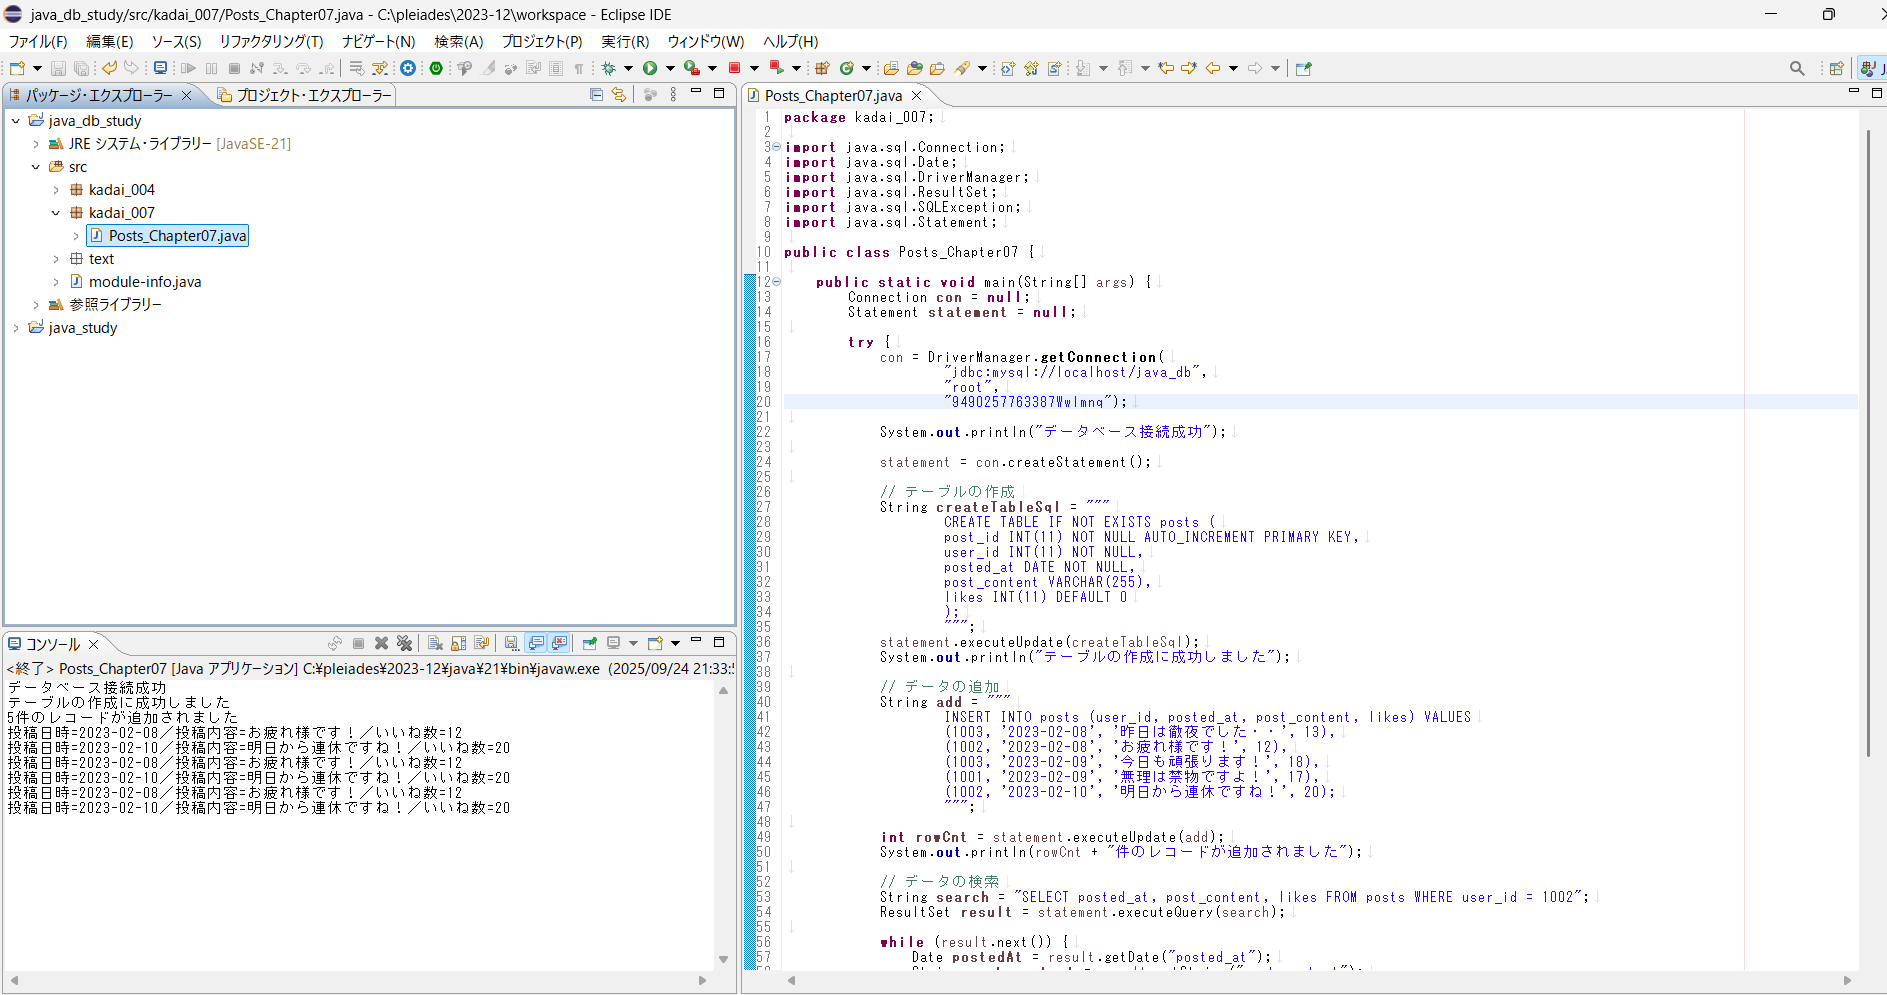 java_db_study/src/kadai_007/Posts_Chapter07.java - C:\pleiades\2023-12\workspace - Eclipse IDE
ファイル(F) 編集(E) ソース(S) リファクタリング(T) ナビゲート(N) 検索(A) プロジェクト(P) 実行(R) ウィンドウ(W) ヘルプ(H)
パッケージ・エクスプローラー
プロジェクト・エクスプローラー
java_db_study
JRE システム・ライブラリー [JavaSE-21]
src
kadai_004
kadai_007
Posts_Chapter07.java
text
module-info.java
参照ライブラリー
java_study
コンソール
<終了> Posts_Chapter07 [Java アプリケーション] C:¥pleiades¥2023-12¥java¥21¥bin¥javaw.exe (2025/09/24 21:33:
データベース接続成功
テーブルの作成に成功しました
5件のレコードが追加されました
投稿日時=2023-02-08／投稿内容=お疲れ様です！／いいね数=12
投稿日時=2023-02-10／投稿内容=明日から連休ですね！／いいね数=20
投稿日時=2023-02-08／投稿内容=お疲れ様です！／いいね数=12
投稿日時=2023-02-10／投稿内容=明日から連休ですね！／いいね数=20
投稿日時=2023-02-08／投稿内容=お疲れ様です！／いいね数=12
投稿日時=2023-02-10／投稿内容=明日から連休ですね！／いいね数=20
Posts_Chapter07.java
1 package kadai_007;
2
3 import java.sql.Connection;
4 import java.sql.Date;
5 import java.sql.DriverManager;
6 import java.sql.ResultSet;
7 import java.sql.SQLException;
8 import java.sql.Statement;
9
10 public class Posts_Chapter07 {
11
12 public static void main(String[] args) {
13 Connection con = null;
14 Statement statement = null;
15
16 try {
17 con = DriverManager.getConnection(
18 "jdbc:mysql://localhost/java_db",
19 "root",
20 "9490257763387Wwlmnq");
21
22 System.out.println("データベース接続成功");
23
24 statement = con.createStatement();
25
26 // テーブルの作成
27 String createTableSql = """
28 CREATE TABLE IF NOT EXISTS posts (
29 post_id INT(11) NOT NULL AUTO_INCREMENT PRIMARY KEY,
30 user_id INT(11) NOT NULL,
31 posted_at DATE NOT NULL,
32 post_content VARCHAR(255),
33 likes INT(11) DEFAULT 0
34 );
35 """;
36 statement.executeUpdate(createTableSql);
37 System.out.println("テーブルの作成に成功しました");
38
39 // データの追加
40 String add = """
41 INSERT INTO posts (user_id, posted_at, post_content, likes) VALUES
42 (1003, '2023-02-08', '昨日は徹夜でした・・', 13),
43 (1002, '2023-02-08', 'お疲れ様です！', 12),
44 (1003, '2023-02-09', '今日も頑張ります！', 18),
45 (1001, '2023-02-09', '無理は禁物ですよ！', 17),
46 (1002, '2023-02-10', '明日から連休ですね！', 20);
47 """;
48
49 int rowCnt = statement.executeUpdate(add);
50 System.out.println(rowCnt + "件のレコードが追加されました");
51
52 // データの検索
53 String search = "SELECT posted_at, post_content, likes FROM posts WHERE user_id = 1002";
54 ResultSet result = statement.executeQuery(search);
55
56 while (result.next()) {
57 Date postedAt = result.getDate("posted_at");